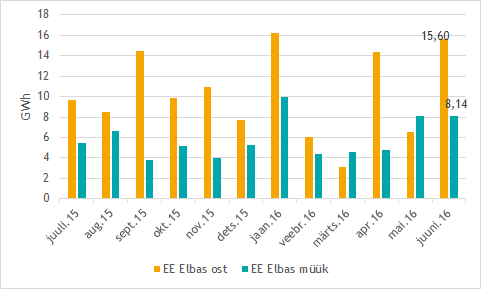 18
16
14
12
10
8
6
4
2
0
GWh
15,60
8,14
juuli.15
aug.15
sept.15
okt.15
nov.15
dets.15
jaan.16
veebr.16
märts.16
apr.16
mai.16
juuni.16
EE Elbas ost
EE Elbas müük